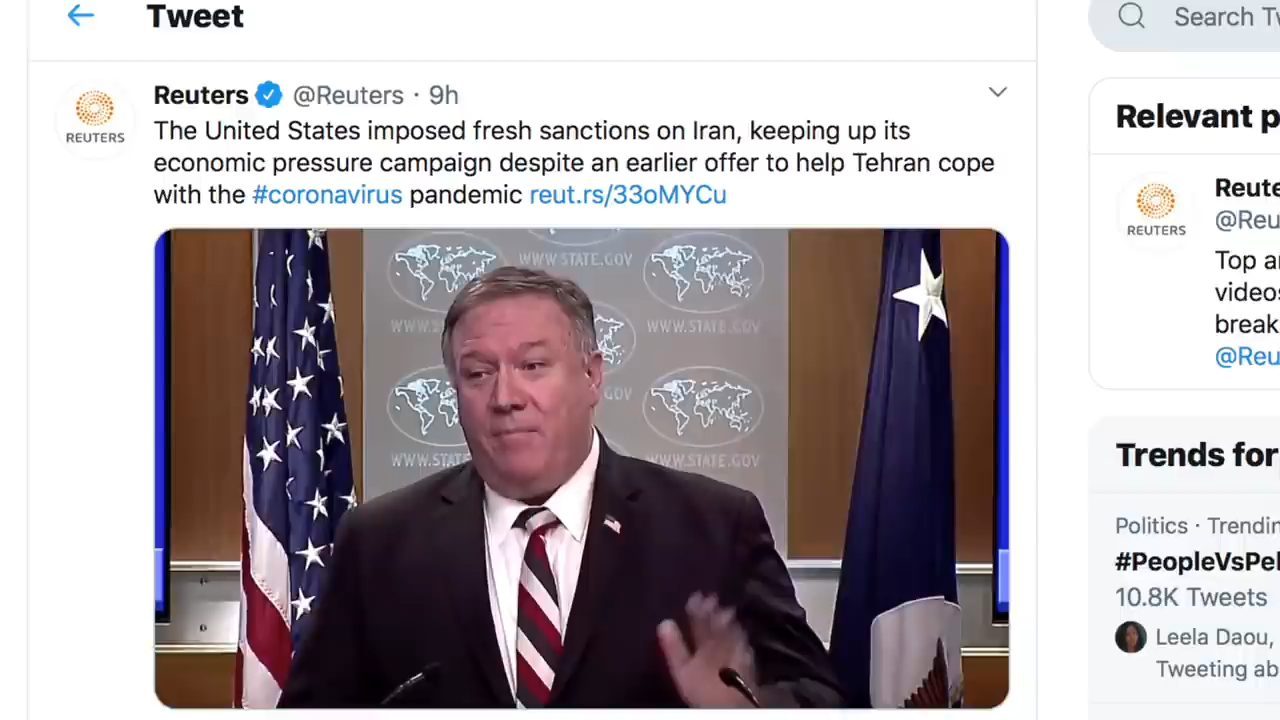 Tweet
Search Tw
Reuters @Reuters · 9h
The United States imposed fresh sanctions on Iran, keeping up its
economic pressure campaign despite an earlier offer to help Tehran cope
with the #coronavirus pandemic reut.rs/33oMYCu
REUTERS
WWW.STATE.GOV
WWW.S
WWW.STATE.GOV
GOV
WWW.STATE
WWW.STATE.GOV
Relevant p
REUTERS
Reute
@Reu
Top a
videos
break
@Reu
Trends for
Politics · Trendin
#PeopleVsPel
10.8K Tweets
Leela Daou,
Tweeting ab